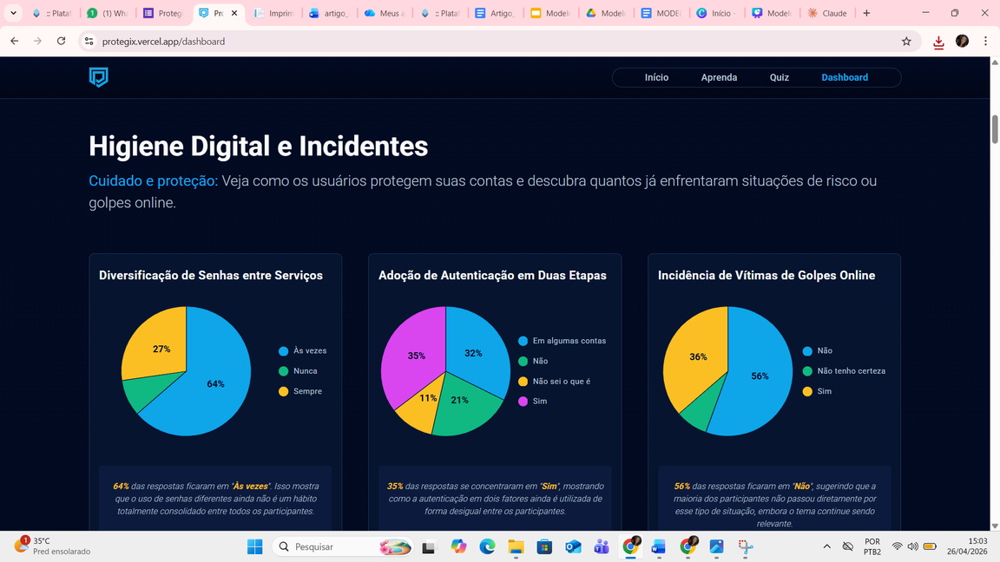 :: Plataf
(1) Wha
Proteg
Pro
Imprim
artigo_
Meus a
:: Plataf
Artigo_
Modelo
Modelo
MODE
Início -
Modelo
Claude
protegix.vercel.app/dashboard
Início
Aprenda
Quiz
Dashboard
Higiene Digital e Incidentes
Cuidado e proteção: Veja como os usuários protegem suas contas e descubra quantos já enfrentaram situações de risco ou
golpes online.
Diversificação de Senhas entre Serviços
27%
64%
Às vezes
Nunca
Sempre
64% das respostas ficaram em "Às vezes". Isso mostra
que o uso de senhas diferentes ainda não é um hábito
totalmente consolidado entre todos os participantes.
Adoção de Autenticação em Duas Etapas
35%
32%
11%
21%
Em algumas contas
Não
Não sei o que é
Sim
35% das respostas se concentraram em "Sim", mostrando
como a autenticação em dois fatores ainda é utilizada de
forma desigual entre os participantes.
Incidência de Vítimas de Golpes Online
36%
56%
Não
Não tenho certeza
Sim
56% das respostas ficaram em "Não", sugerindo que a
maioria dos participantes não passou diretamente por
esse tipo de situação, embora o tema continue sendo
relevante.
1
35°C
Pred ensolarado
Pesquisar
POR
PTB2
15:03
26/04/2026